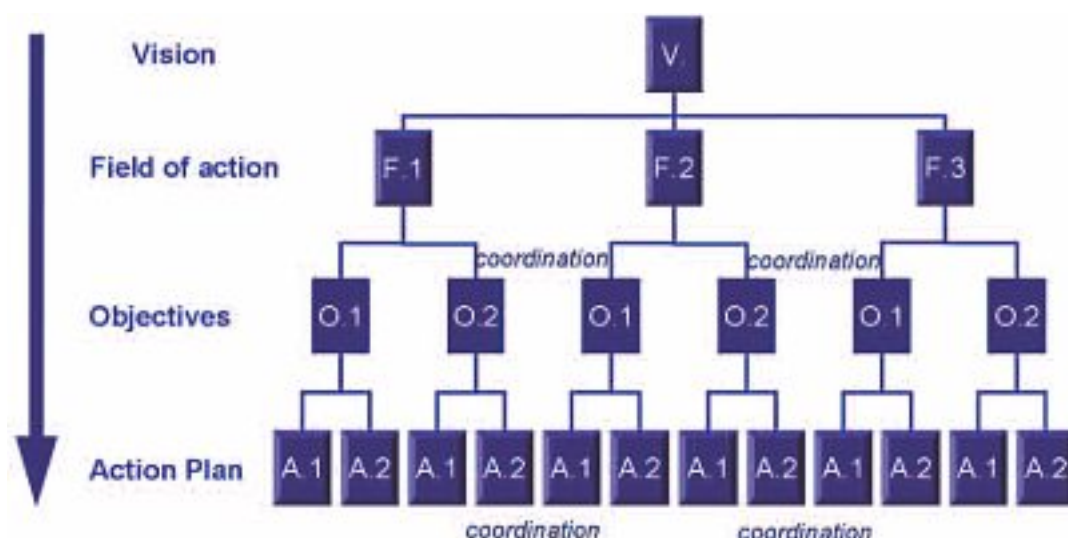 Vision
V.
Field of action
F.1 F.2 F.3
coordination coordination
Objectives
O.1 O.2 O.1 O.2 O.1 O.2
Action Plan
A.1 A.2 A.1 A.2 A.1 A.2 A.1 A.2 A.1 A.2 A.1 A.2
coordination coordination